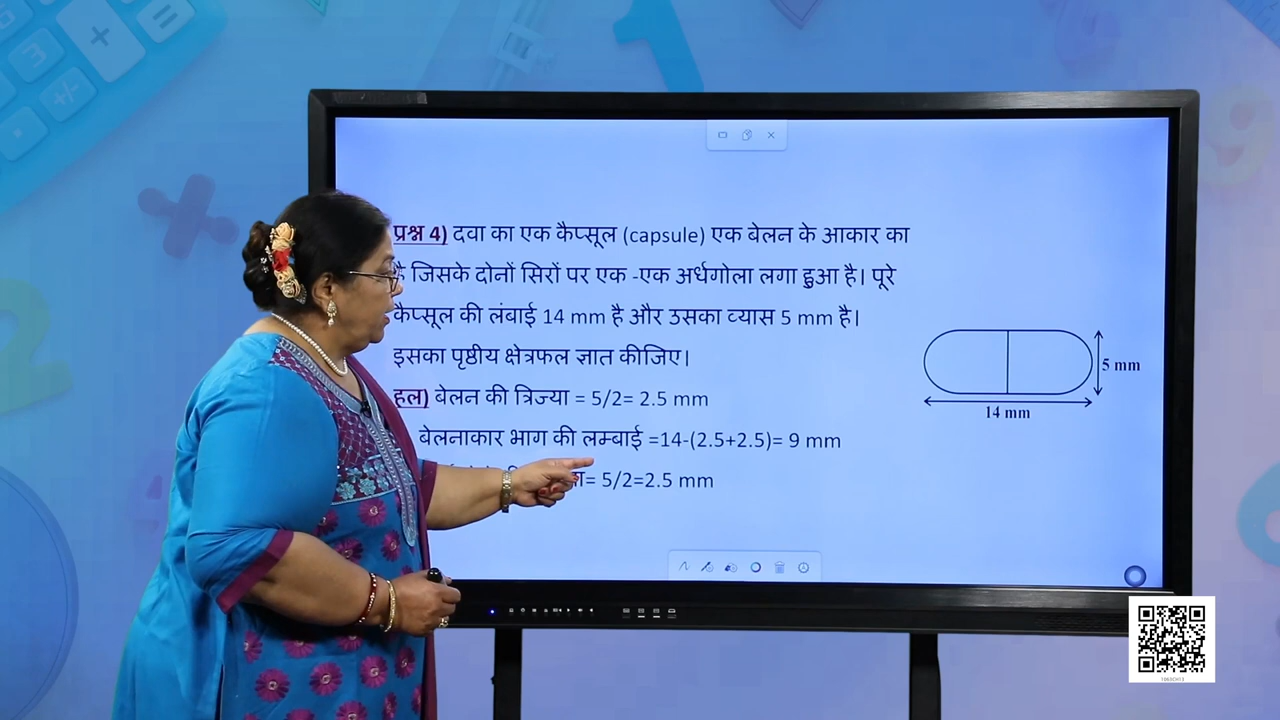 प्रश्न 4) दवा का एक कैप्सूल (capsule) एक बेलन के आकार का
है जिसके दोनों सिरों पर एक -एक अर्धगोला लगा हुआ है। पूरे
कैप्सूल की लंबाई 14 mm है और उसका व्यास 5 mm है।
इसका पृष्ठीय क्षेत्रफल ज्ञात कीजिए।
हल) बेलन की त्रिज्या = 5/2= 2.5 mm
बेलनाकार भाग की लम्बाई =14-(2.5+2.5)= 9 mm
= 5/2=2.5 mm
5 mm
14 mm
1065CH13